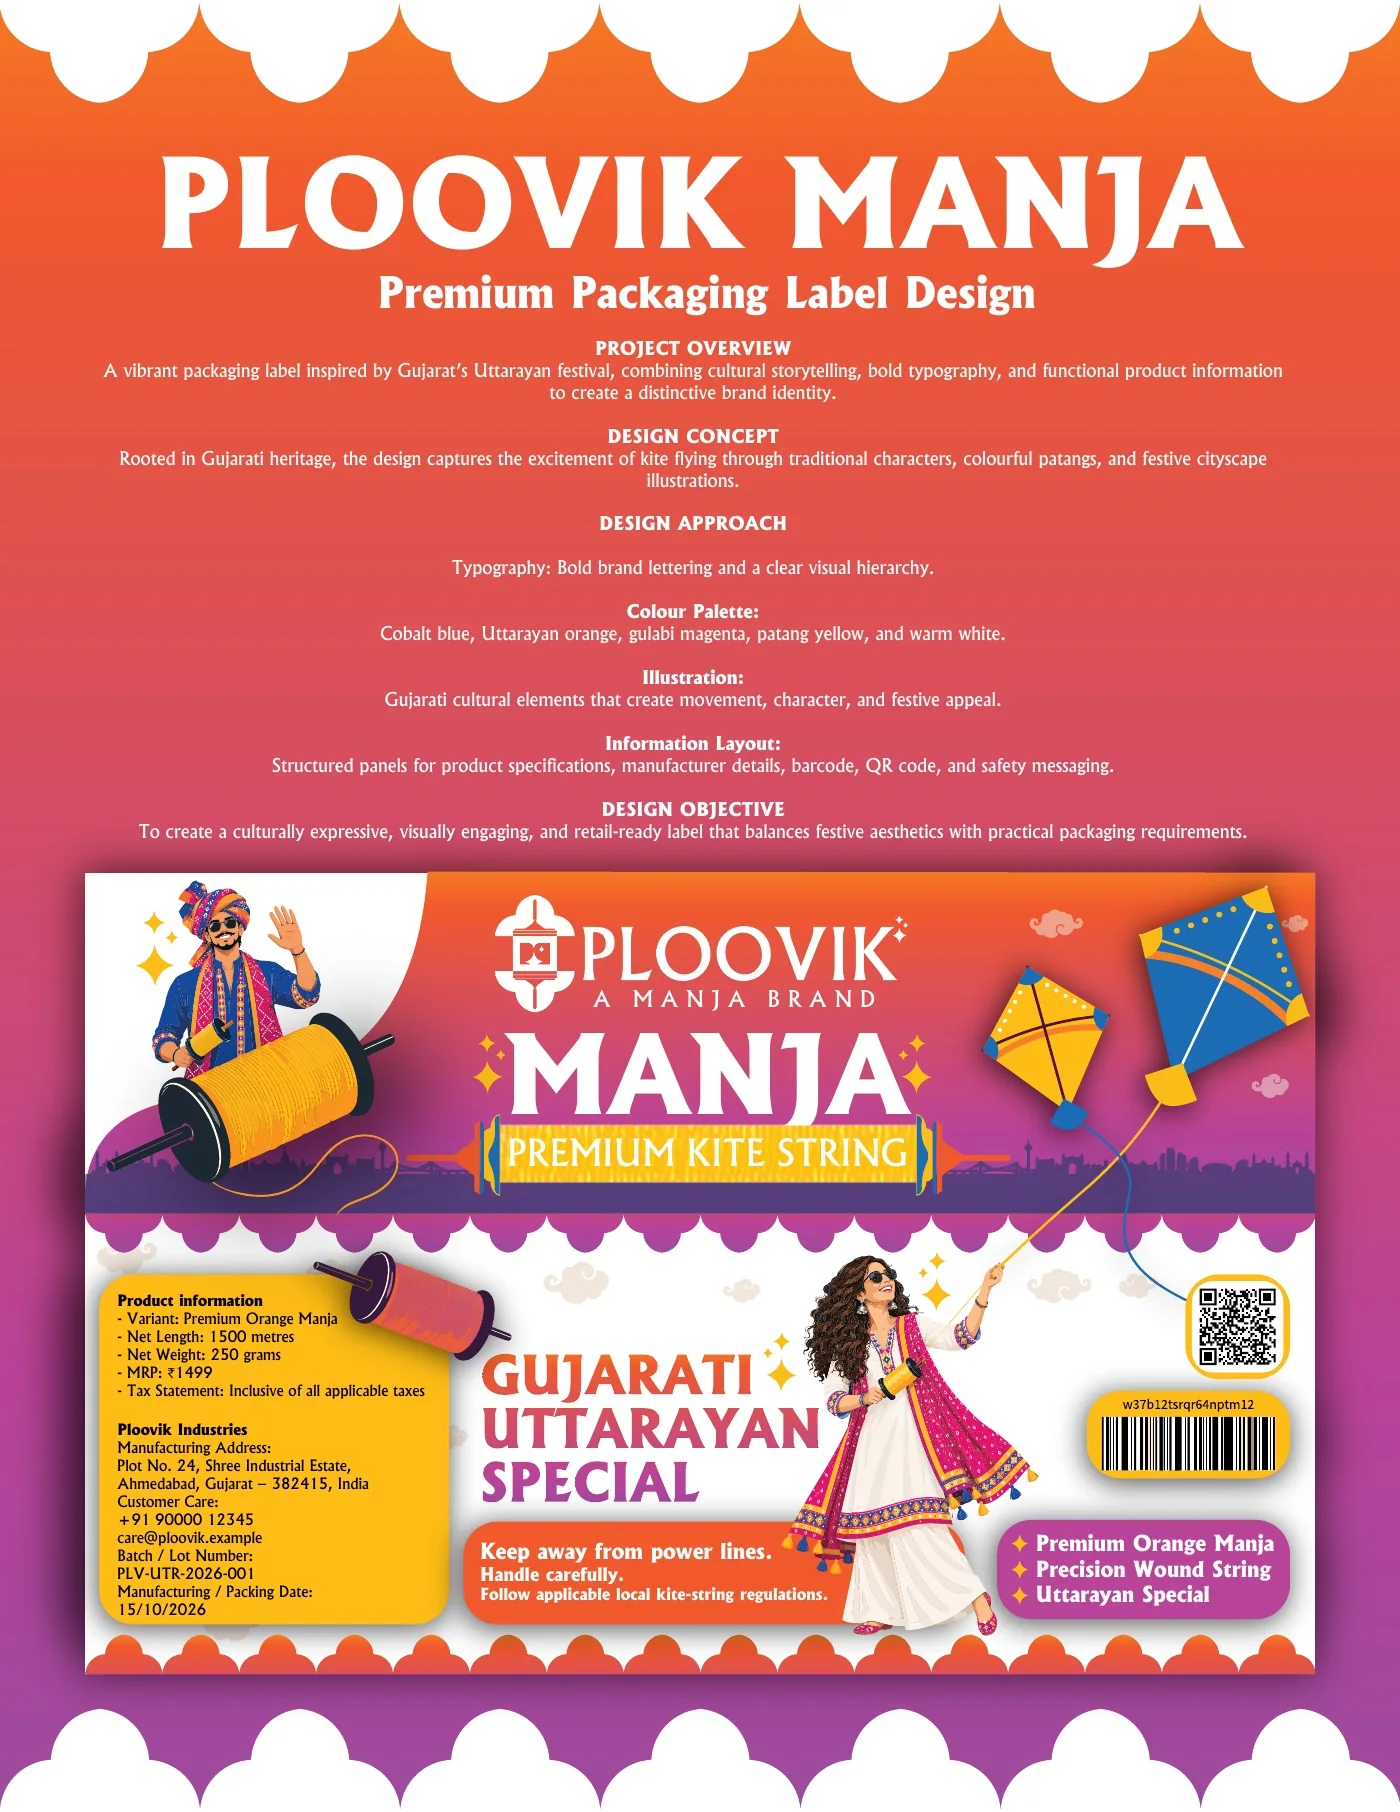 PLOOVIK MANJA
Premium Packaging Label Design
PROJECT OVERVIEW
A vibrant packaging label inspired by Gujarat's Uttarayan festival, combining cultural storytelling, bold typography, and functional product information
to create a distinctive brand identity.
DESIGN CONCEPT
Rooted in Gujarati heritage, the design captures the excitement of kite flying through traditional characters, colourful patangs, and festive cityscape
illustrations.
DESIGN APPROACH
Typography: Bold brand lettering and a clear visual hierarchy.
Colour Palette:
Cobalt blue, Uttarayan orange, gulabi magenta, patang yellow, and warm white.
Illustration:
Gujarati cultural elements that create movement, character, and festive appeal.
Information Layout:
Structured panels for product specifications, manufacturer details, barcode, QR code, and safety messaging.
DESIGN OBJECTIVE
To create a culturally expressive, visually engaging, and retail-ready label that balances festive aesthetics with practical packaging requirements.
PLOOVIK
A MANJA BRAND
MANJA
PREMIUM KITE STRING
Product information
- Variant: Premium Orange Manja
- Net Length: 1500 metres
- Net Weight: 250 grams
- MRP: ₹1499
- Tax Statement: Inclusive of all applicable taxes
Ploovik Industries
Manufacturing Address:
Plot No. 24, Shree Industrial Estate,
Ahmedabad, Gujarat – 382415, India
Customer Care:
+91 90000 12345
care@ploovik.example
Batch / Lot Number:
PLV-UTR-2026-001
Manufacturing / Packing Date:
15/10/2026
GUJARATI
UTTARAYAN
SPECIAL
Keep away from power lines.
Handle carefully.
Follow applicable local kite-string regulations.
w37b12tsrqr64nptm12
Premium Orange Manja
Precision Wound String
Uttarayan Special